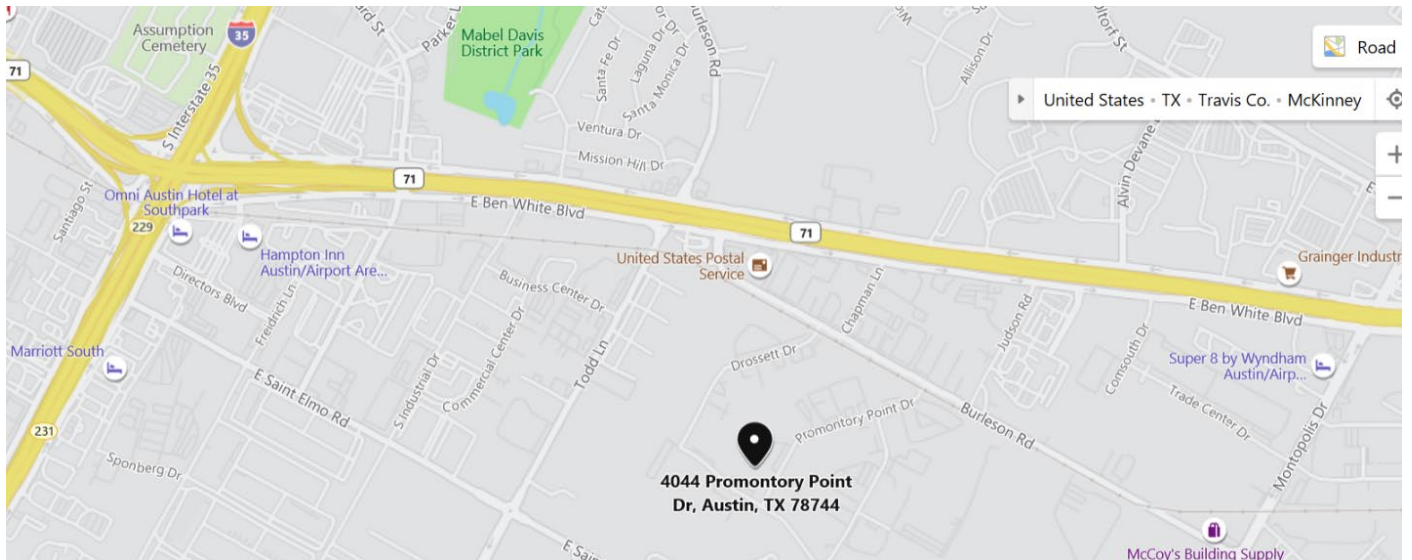 Assumption
Cemetery
35
71
S Interstate 35
Parker L
Mabel Davis
District Park
Santa Fe Dr
Laguna Dr
Santa Monica Dr
Burleson Rd
Allison Dr
Road
United States • TX • Travis Co. • McKinney
Ventura Dr
Mission Hill Dr
Alvin Devane
71
E Ben White Blvd
71
Santiago St
Omni Austin Hotel at
Southpark
229
Hampton Inn
Austin/Airport Are...
United States Postal
Service
Grainger Industr
E Ben White Blvd
Directors Blvd
Freidrich Ln
Business Center Dr
Commercial Center Dr
S Industrial Dr
Todd Ln
Chapman Ln
Drossett Dr
Judson Rd
Comsouth Dr
Super 8 by Wyndham
Austin/Airp...
Trade Center Dr
Marriott South
E Saint Elmo Rd
Promontory Point Dr
Burleson Rd
Montopolis Dr
231
Sponberg Dr
4044 Promontory Point
Dr, Austin, TX 78744
E Sai
McCoy's Building Supply